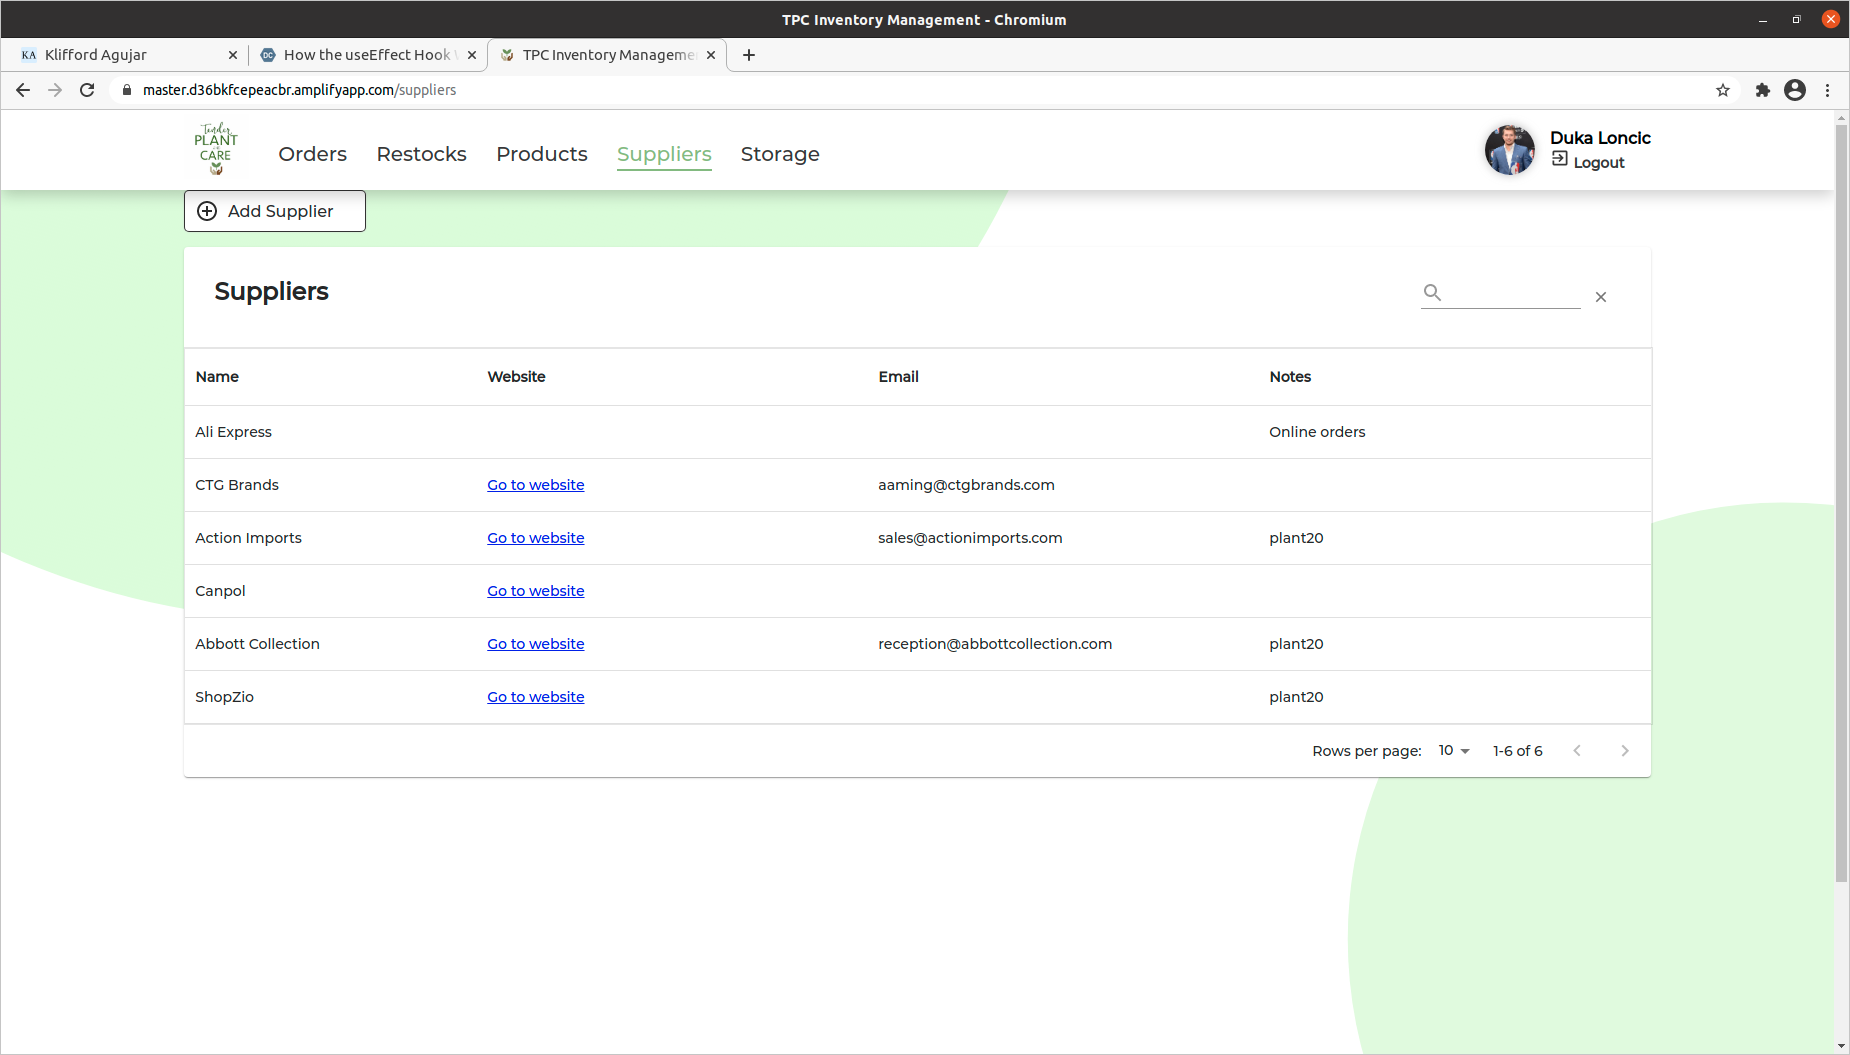 TPC Inventory Management - Chromium
KA Klifford Agujar
DC How the useEffect Hook
TPC Inventory Manageme
master.d36bkfcepeacbr.amplifyapp.com/suppliers
Tender
PLANT
CARE
Orders Restocks Products Suppliers Storage
Duka Loncic
Logout
Add Supplier
Suppliers
Name Website Email Notes
Ali Express Online orders
CTG Brands Go to website aaming@ctgbrands.com
Action Imports Go to website sales@actionimports.com plant20
Canpol Go to website
Abbott Collection Go to website reception@abbottcollection.com plant20
ShopZio Go to website plant20
Rows per page: 10 1-6 of 6